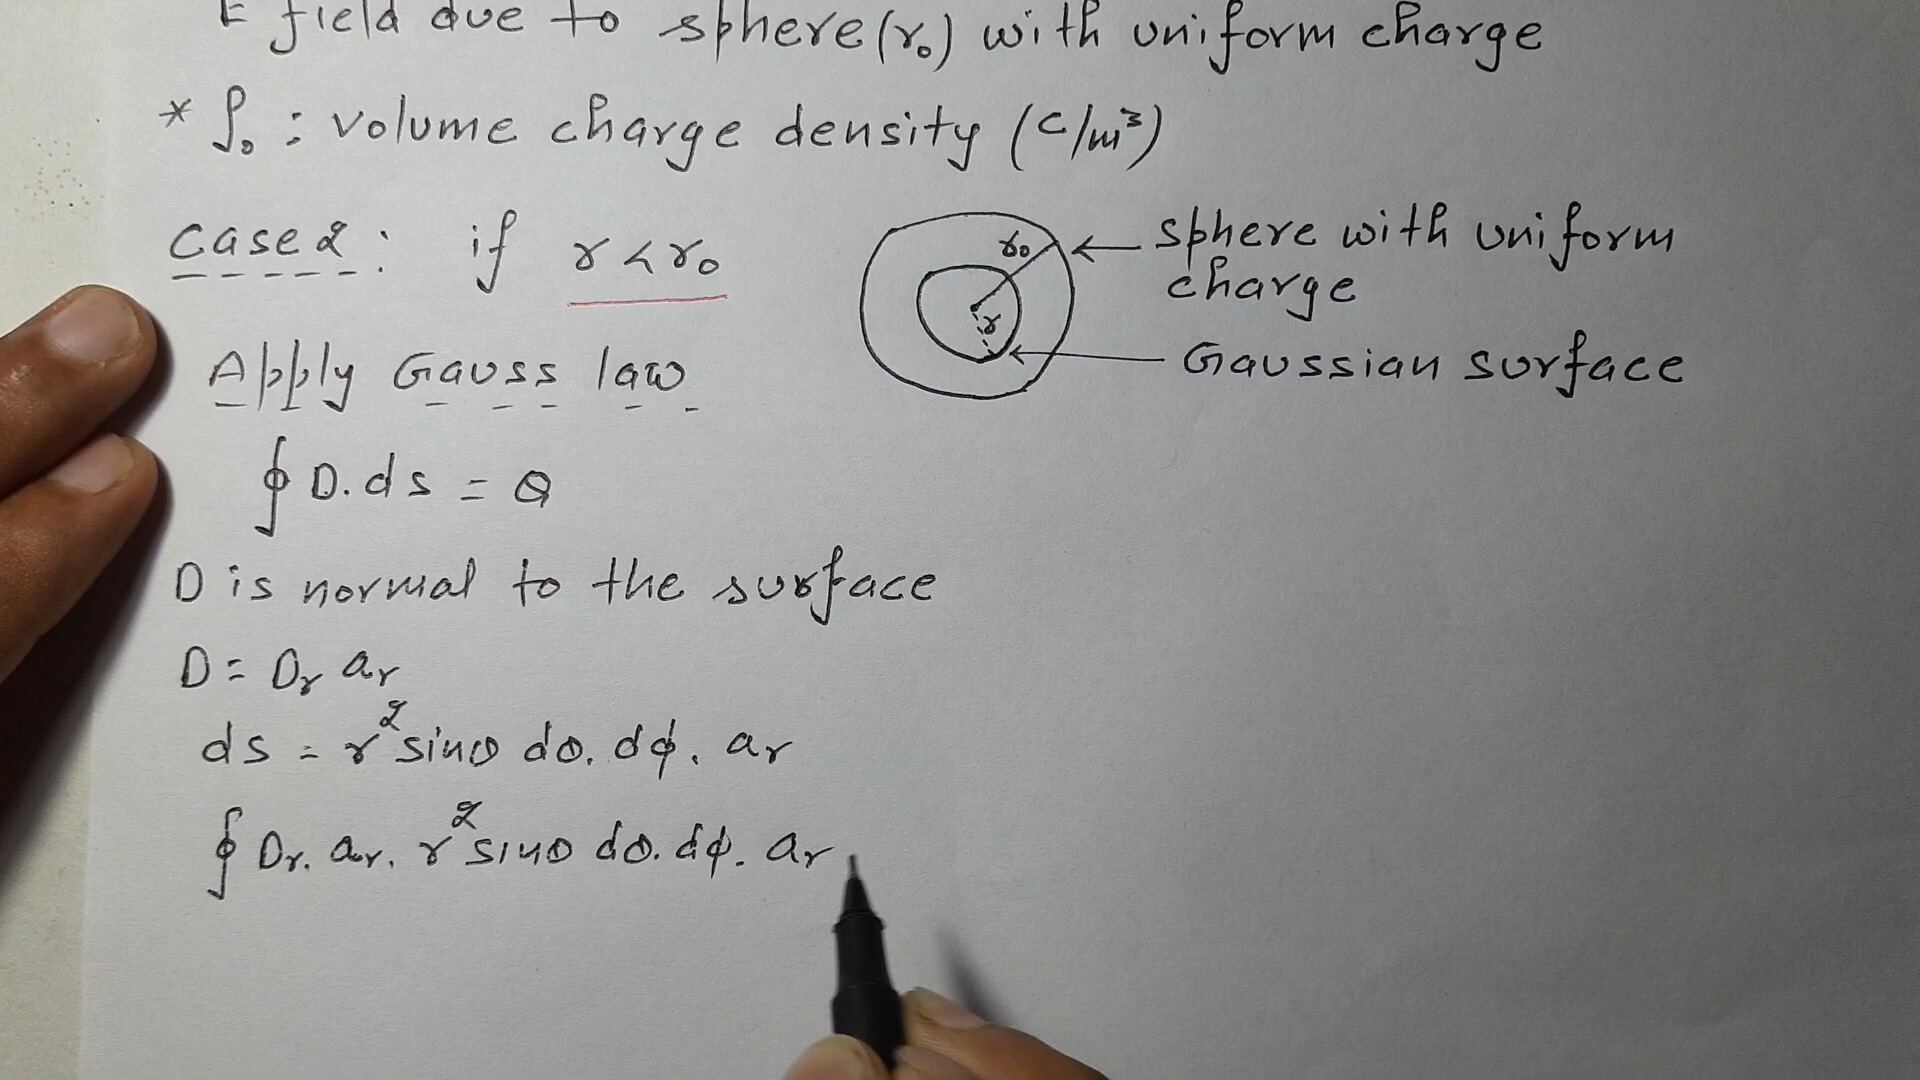 E field due to sphere (r₀) with uniform charge
* ρ₀ : volume charge density (C/m³)
Case 2 : if r < r₀
r₀
r
sphere with uniform
charge
Gaussian surface
Apply Gauss law
∮ D. ds = Q
D is normal to the surface
D = Dr ar
ds = r² sinθ dθ. dϕ. ar
∮ Dr. ar. r² sinθ dθ. dϕ. ar